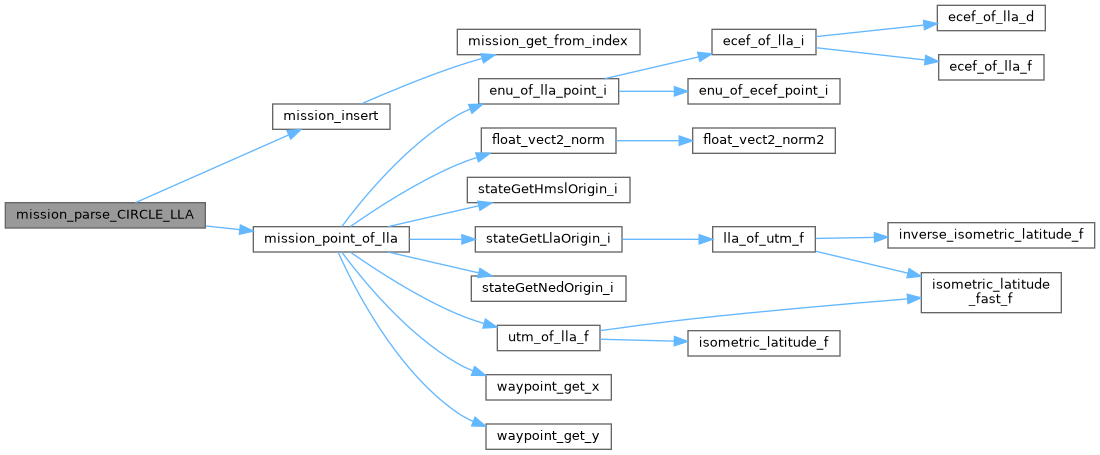 ecef_of_lla_d
mission_get_from_index
ecef_of_lla_i
ecef_of_lla_f
enu_of_lla_point_i
enu_of_ecef_point_i
mission_insert
float_vect2_norm
float_vect2_norm2
stateGetHmslOrigin_i
mission_parse_CIRCLE_LLA
mission_point_of_lla
stateGetLlaOrigin_i
lla_of_utm_f
inverse_isometric_latitude_f
stateGetNedOrigin_i
isometric_latitude
_fast_f
utm_of_lla_f
isometric_latitude_f
waypoint_get_x
waypoint_get_y